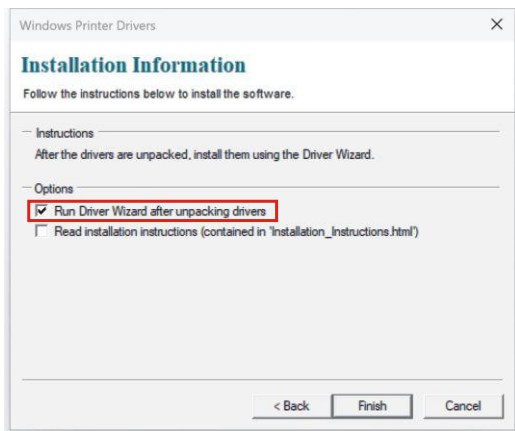 Windows Printer Drivers
Installation Information
Follow the instructions below to install the software.
Instructions
After the drivers are unpacked, install them using the Driver Wizard.
Options
Run Driver Wizard after unpacking drivers
Read installation instructions (contained in 'Installation_Instructions.html')
< Back Finish Cancel